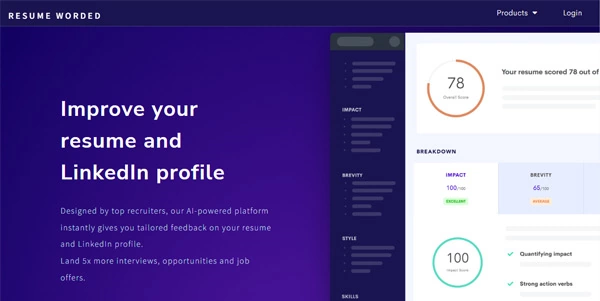 RESUME WORDED
Products
Login
Improve your
resume and
LinkedIn profile
Designed by top recruiters, our AI-powered platform
instantly gives you tailored feedback on your resume
and LinkedIn profile.
Land 5x more interviews, opportunities and job
offers.
IMPACT
BREVITY
STYLE
SKILLS
78
Overall Score
Your resume scored 78 out of
BREAKDOWN
IMPACT
100/100
EXCELLENT
BREVITY
65/100
AVERAGE
100
Impact Score
Quantifying impact
Strong action verbs